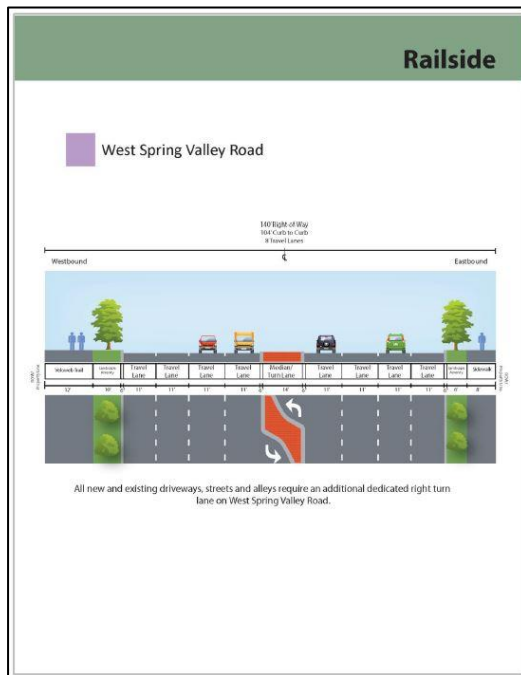 Railside
West Spring Valley Road
140' Right of Way
104' Curb to Curb
8 Travel Lanes
Westbound
Eastbound
Travel Lane
Travel Lane
Travel Lane
Travel Lane
Median/ Turn Lane
Travel Lane
Travel Lane
Travel Lane
Travel Lane
Sidewalk
12' 10' 11' 11' 11' 11' 14' 11' 11' 11' 11' 6' 8'
All new and existing driveways, streets and alleys require an additional dedicated right turn
lane on West Spring Valley Road.